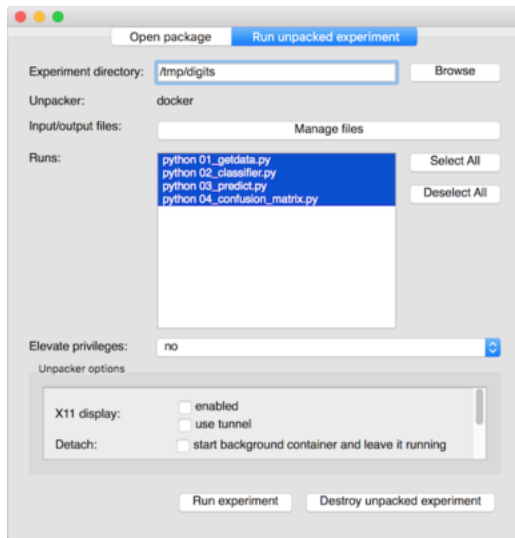 Open package Run unpacked experiment
Experiment directory: /tmp/digits Browse
Unpacker: docker
Input/output files: Manage files
Runs: python 01_getdata.py Select All
python 02_classifier.py
python 03_predict.py Deselect All
python 04_confusion_matrix.py
Elevate privileges: no
Unpacker options
X11 display: enabled
use tunnel
Detach: start background container and leave it running
Run experiment Destroy unpacked experiment